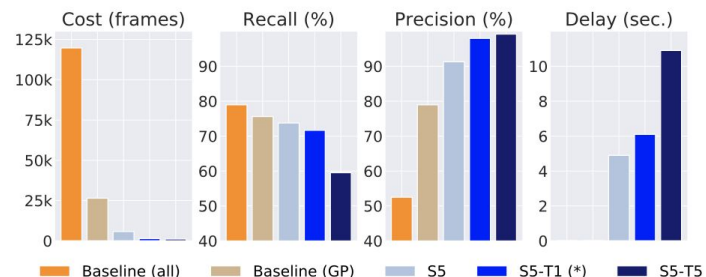 Cost (frames) Recall (%) Precision (%) Delay (sec.)
125k
100k
75k
50k
25k
0
90
80
70
60
50
40
90
80
70
60
50
40
10
8
6
4
2
0
Baseline (all) Baseline (GP) S5 S5-T1 (*) S5-T5